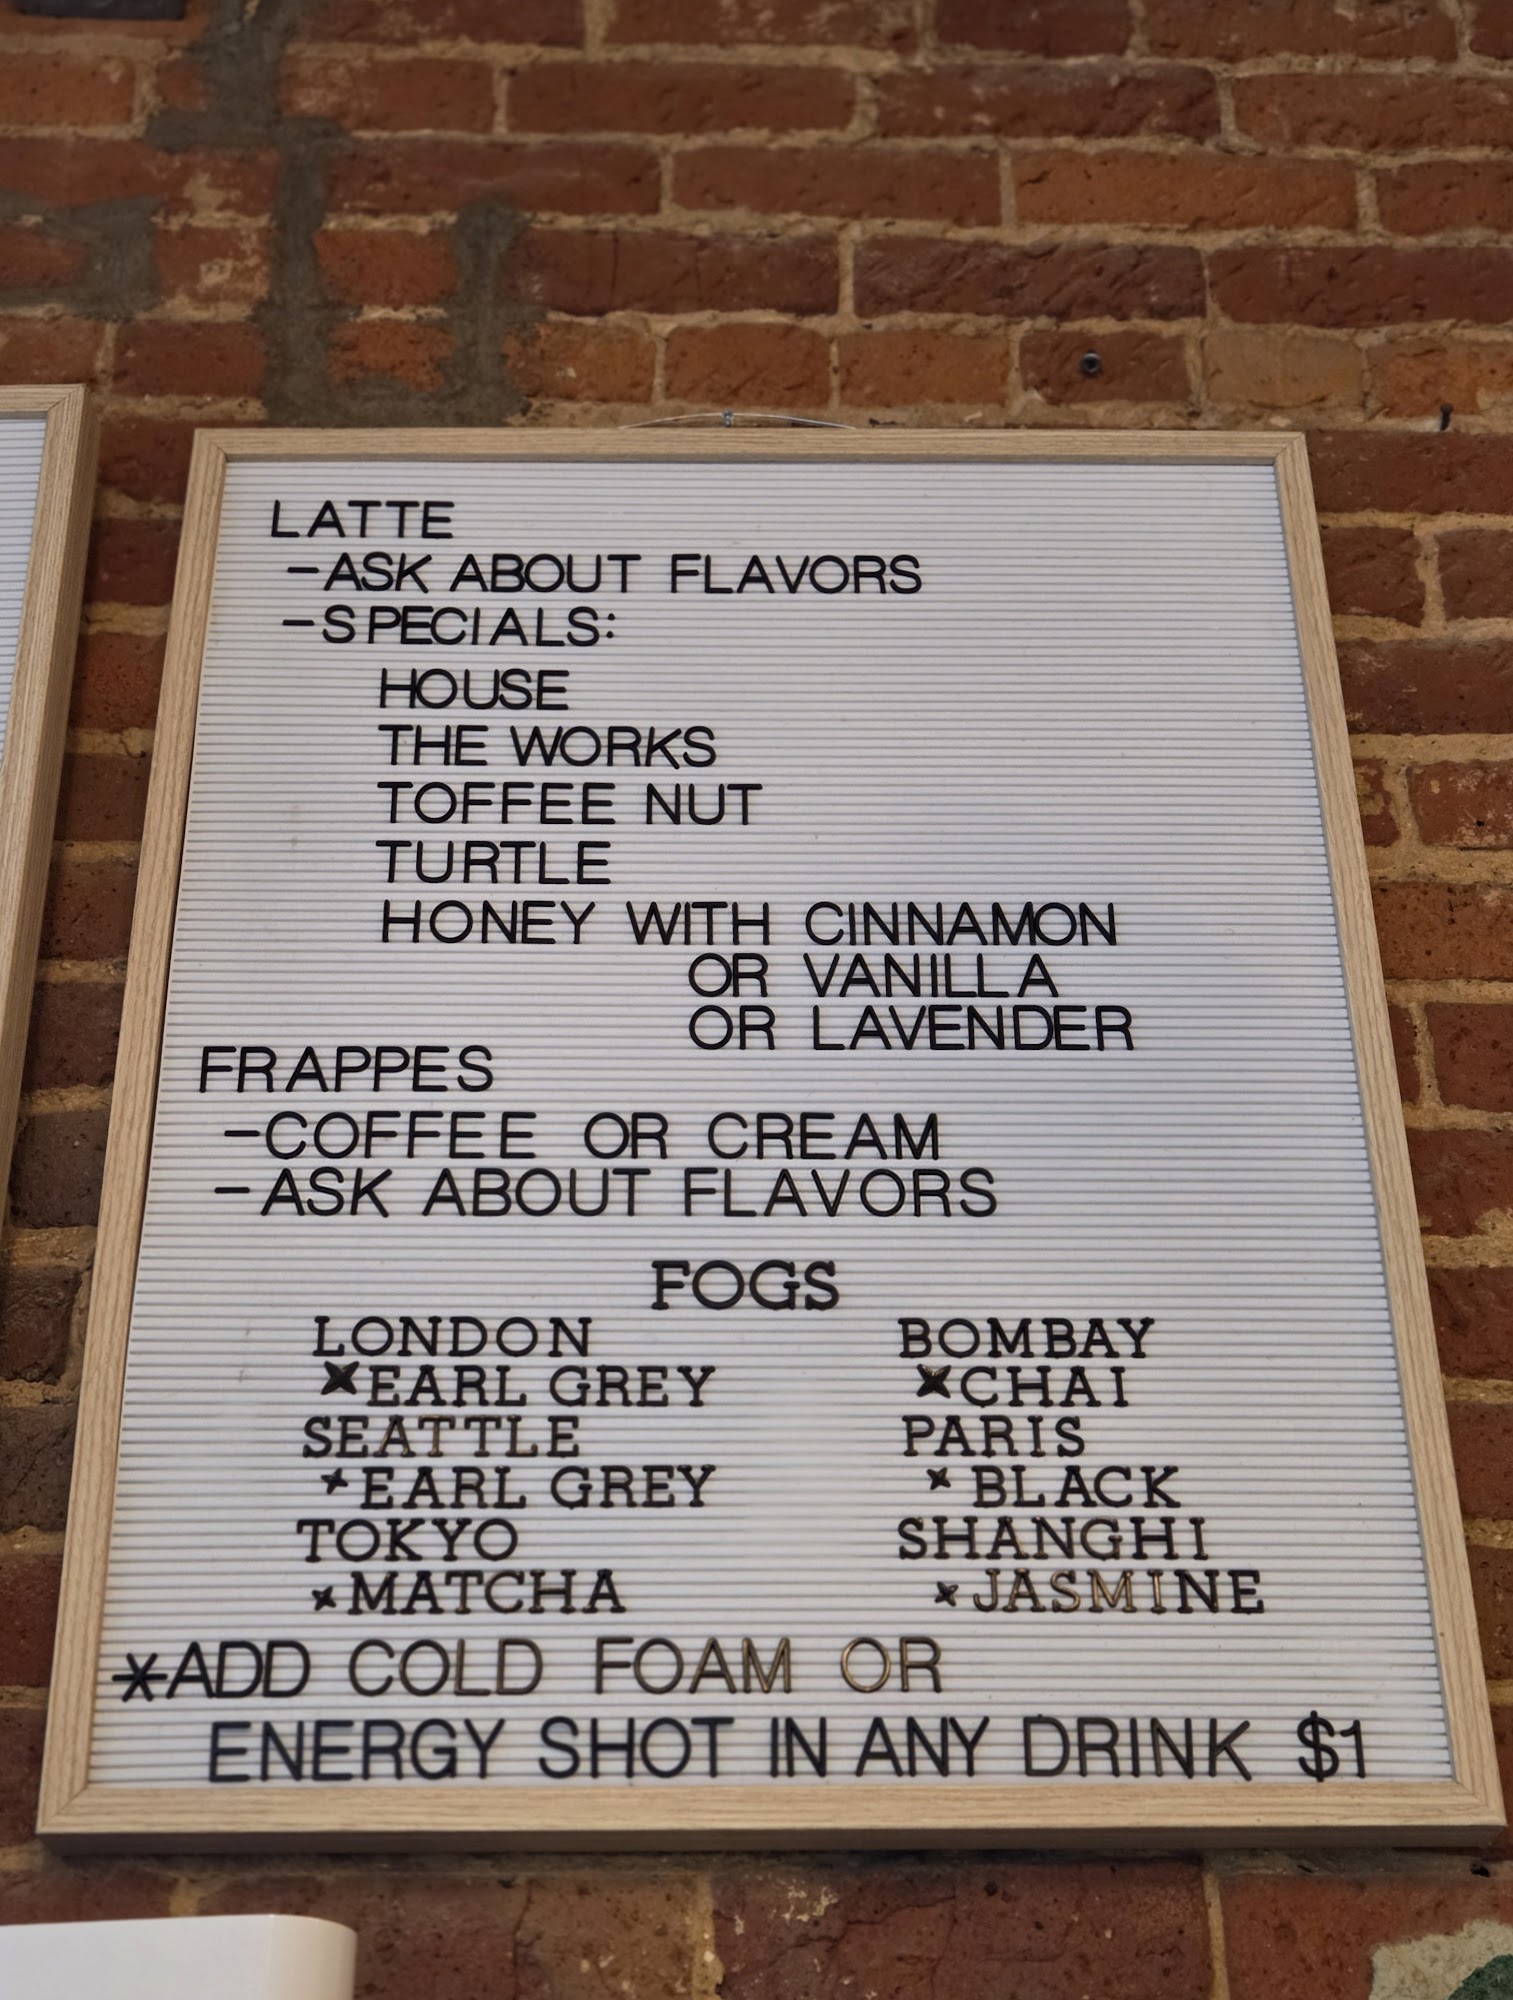 LATTE
-ASK ABOUT FLAVORS
-SPECIALS:
HOUSE
THE WORKS
TOFFEE NUT
TURTLE
HONEY WITH CINNAMON
OR VANILLA
OR LAVENDER
FRAPPES
-COFFEE OR CREAM
-ASK ABOUT FLAVORS
FOGS
LONDON
*EARL GREY
SEATTLE
*EARL GREY
TOKYO
*MATCHA
BOMBAY
*CHAI
PARIS
*BLACK
SHANGHI
*JASMINE
*ADD COLD FOAM OR
ENERGY SHOT IN ANY DRINK $1